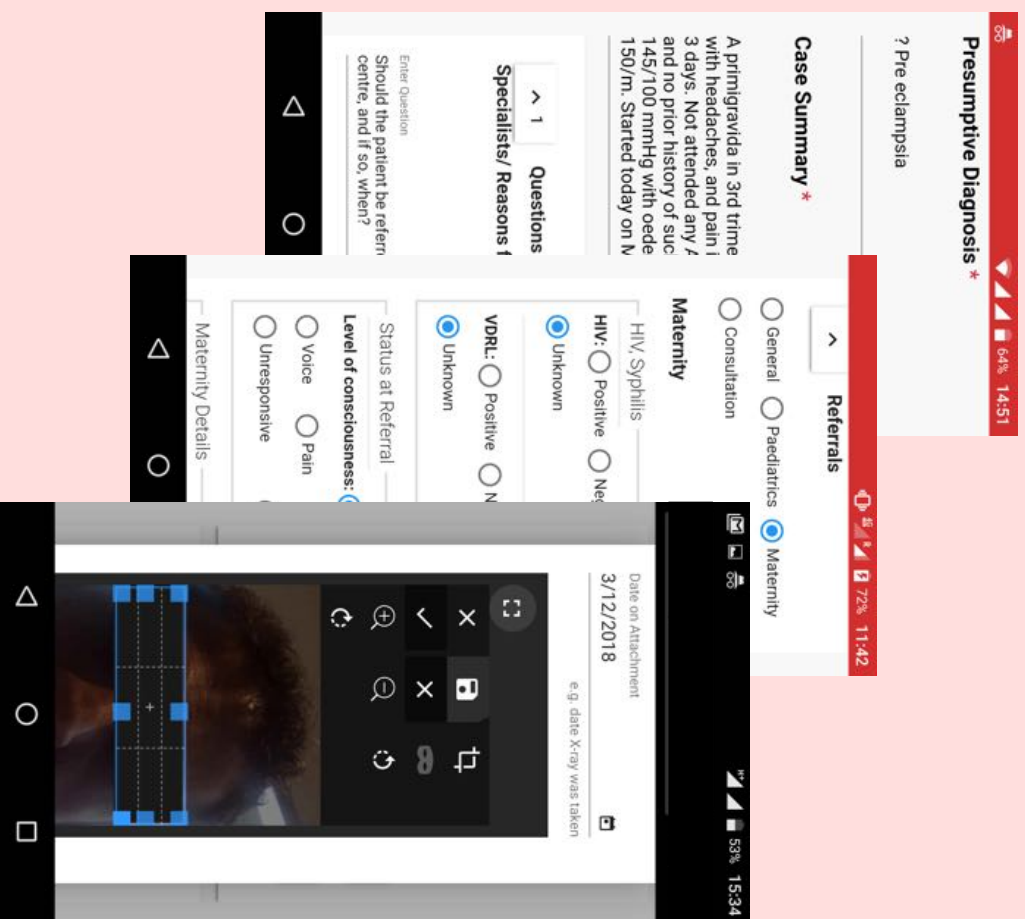 64% 14:51
Presumptive Diagnosis *
? Pre eclampsia
Case Summary *
A primigravida in 3rd trime
with headaches, and pain i
3 days. Not attended any A
and no prior history of suc
145/100 mmHg with oede
150/m. Started today on M
1 Questions
Specialists/ Reasons f
Enter Question
Should the patient be referre
centre, and if so, when?
4G R 72% 11:42
Referrals
General Paediatrics Maternity
Consultation
Maternity
HIV, Syphilis
HIV: Positive Neg
Unknown
VDRL: Positive N
Unknown
Status at Referral
Level of consciousness:
Voice Pain
Unresponsive
Maternity Details
H+ 53% 15:34
Date on Attachment
3/12/2018
e.g. date X-ray was taken